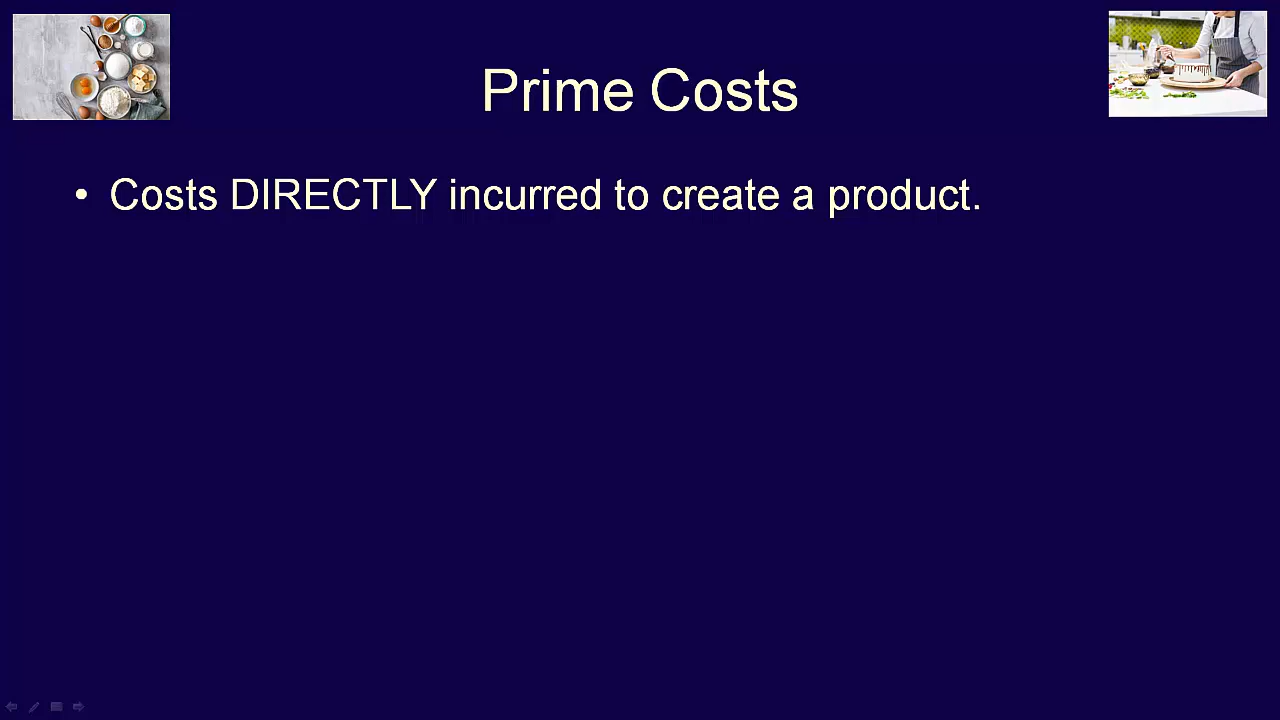 Prime Costs
• Costs DIRECTLY incurred to create a product.